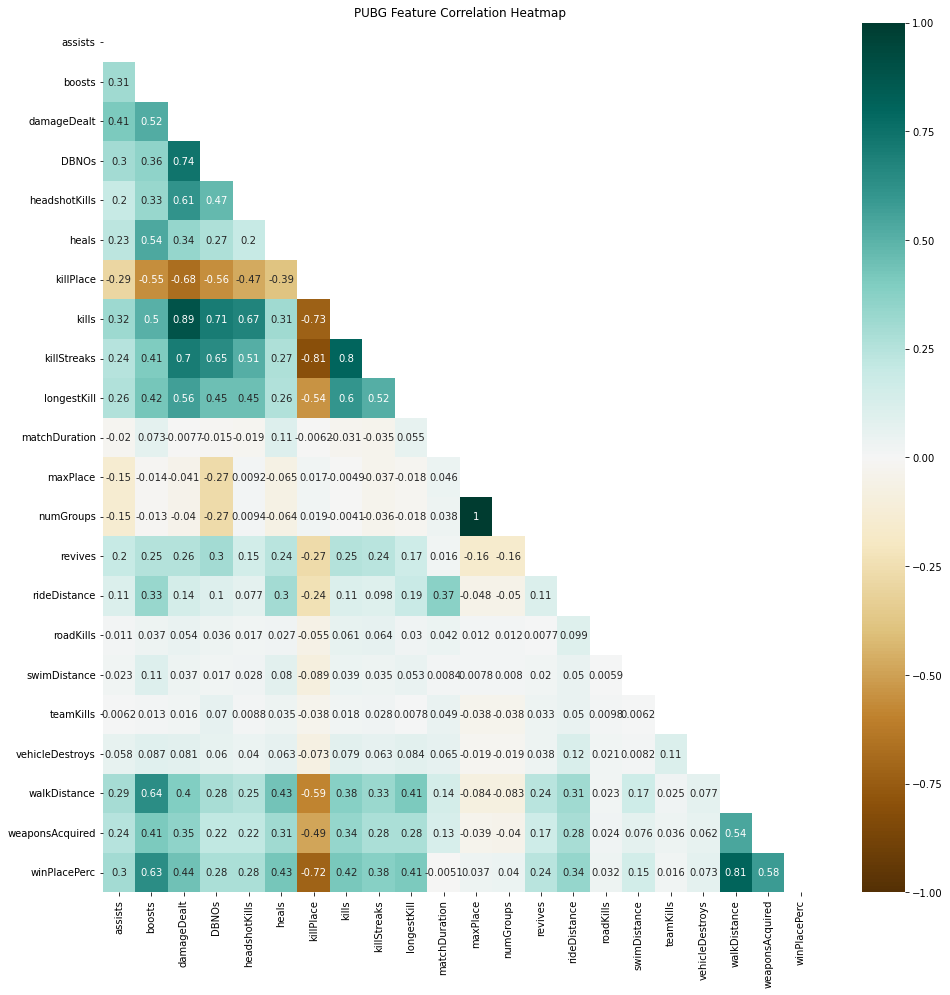 PUBG Feature Correlation Heatmap
assists
boosts 0.31
damageDealt 0.41 0.52
DBNOs 0.3 0.36 0.74
headshotKills 0.2 0.33 0.61 0.47
heals 0.23 0.54 0.34 0.27 0.2
killPlace -0.29 -0.55 -0.68 -0.56 -0.47 -0.39
kills 0.32 0.5 0.89 0.71 0.67 0.31 -0.73
killStreaks 0.24 0.41 0.7 0.65 0.51 0.27 -0.81 0.8
longestKill 0.26 0.42 0.56 0.45 0.45 0.26 -0.54 0.6 0.52
matchDuration -0.02 0.073 -0.0077 -0.015 -0.019 0.11 -0.0062 -0.031 -0.035 0.055
maxPlace -0.15 -0.014 -0.041 -0.27 0.0092 -0.065 0.017 -0.0049 -0.037 -0.018 0.046
numGroups -0.15 -0.013 -0.04 -0.27 0.0094 -0.064 0.019 -0.0041 -0.036 -0.018 0.038 1
revives 0.2 0.25 0.26 0.3 0.15 0.24 -0.27 0.25 0.24 0.17 0.016 -0.16 -0.16
rideDistance 0.11 0.33 0.14 0.1 0.077 0.3 -0.24 0.11 0.098 0.19 0.37 -0.048 -0.05 0.11
roadKills 0.011 0.037 0.054 0.036 0.017 0.027 -0.055 0.061 0.064 0.03 0.042 0.012 0.012 0.0077 0.099
swimDistance 0.023 0.11 0.037 0.017 0.028 0.08 -0.089 0.039 0.035 0.053 0.0084 0.0078 0.008 0.02 0.05 0.0059
teamKills 0.0062 0.013 0.016 0.07 0.0088 0.035 -0.038 0.018 0.028 0.0078 0.049 -0.038 -0.038 0.033 0.05 0.0098 0.0062
vehicleDestroys 0.058 0.087 0.081 0.06 0.04 0.063 -0.073 0.079 0.063 0.084 0.065 -0.019 -0.019 0.038 0.12 0.021 0.0082 0.11
walkDistance 0.29 0.64 0.4 0.28 0.25 0.43 -0.59 0.38 0.33 0.41 0.14 -0.084 -0.083 0.24 0.31 0.023 0.17 0.025 0.077
weaponsAcquired 0.24 0.41 0.35 0.22 0.22 0.31 -0.49 0.34 0.28 0.28 0.13 -0.039 -0.04 0.17 0.28 0.024 0.076 0.036 0.062 0.54
winPlacePerc 0.3 0.63 0.44 0.28 0.28 0.43 -0.72 0.42 0.38 0.41 -0.0051 0.037 0.04 0.24 0.34 0.032 0.15 0.016 0.073 0.81 0.58
assists boosts damageDealt DBNOs headshotKills heals killPlace kills killStreaks longestKill matchDuration maxPlace numGroups revives rideDistance roadKills swimDistance teamKills vehicleDestroys walkDistance weaponsAcquired winPlacePerc
1.00
0.75
0.50
0.25
0.00
−0.25
−0.50
−0.75
−1.00